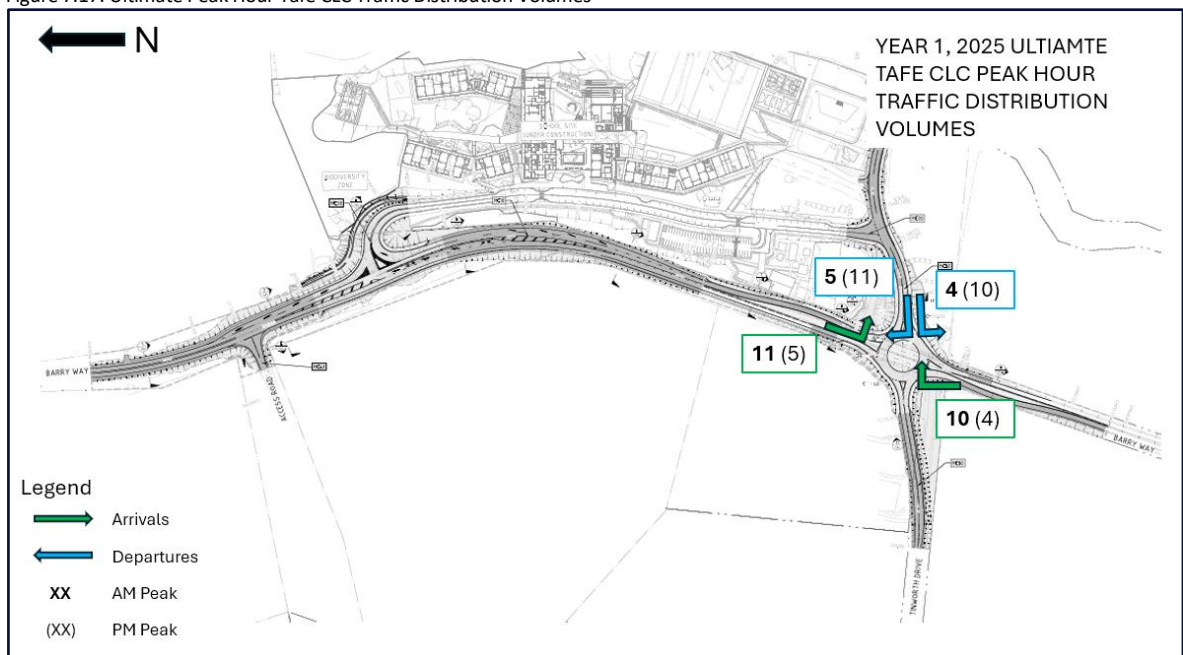 Figure 7.17: Ultimate Peak Hour Tafe CLC Traffic Distribution Volumes
N
YEAR 1, 2025 ULTIAMTE
TAFE CLC PEAK HOUR
TRAFFIC DISTRIBUTION
VOLUMES
SCHOOL SITE
(UNDER CONSTRUCTION)
BIODIVERSITY
ZONE
5 (11)
4 (10)
11 (5)
10 (4)
BARRY WAY
ACCESS ROAD
BARRY WAY
TINWORTH DRIVE
Legend
Arrivals
Departures
XX AM Peak
(XX) PM Peak